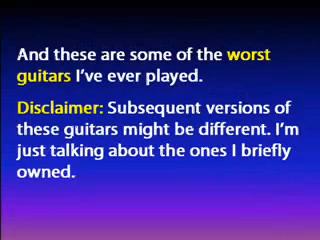 And these are some of the worst
guitars I've ever played.
Disclaimer: Subsequent versions of
these guitars might be different. I'm
just talking about the ones I briefly
owned.